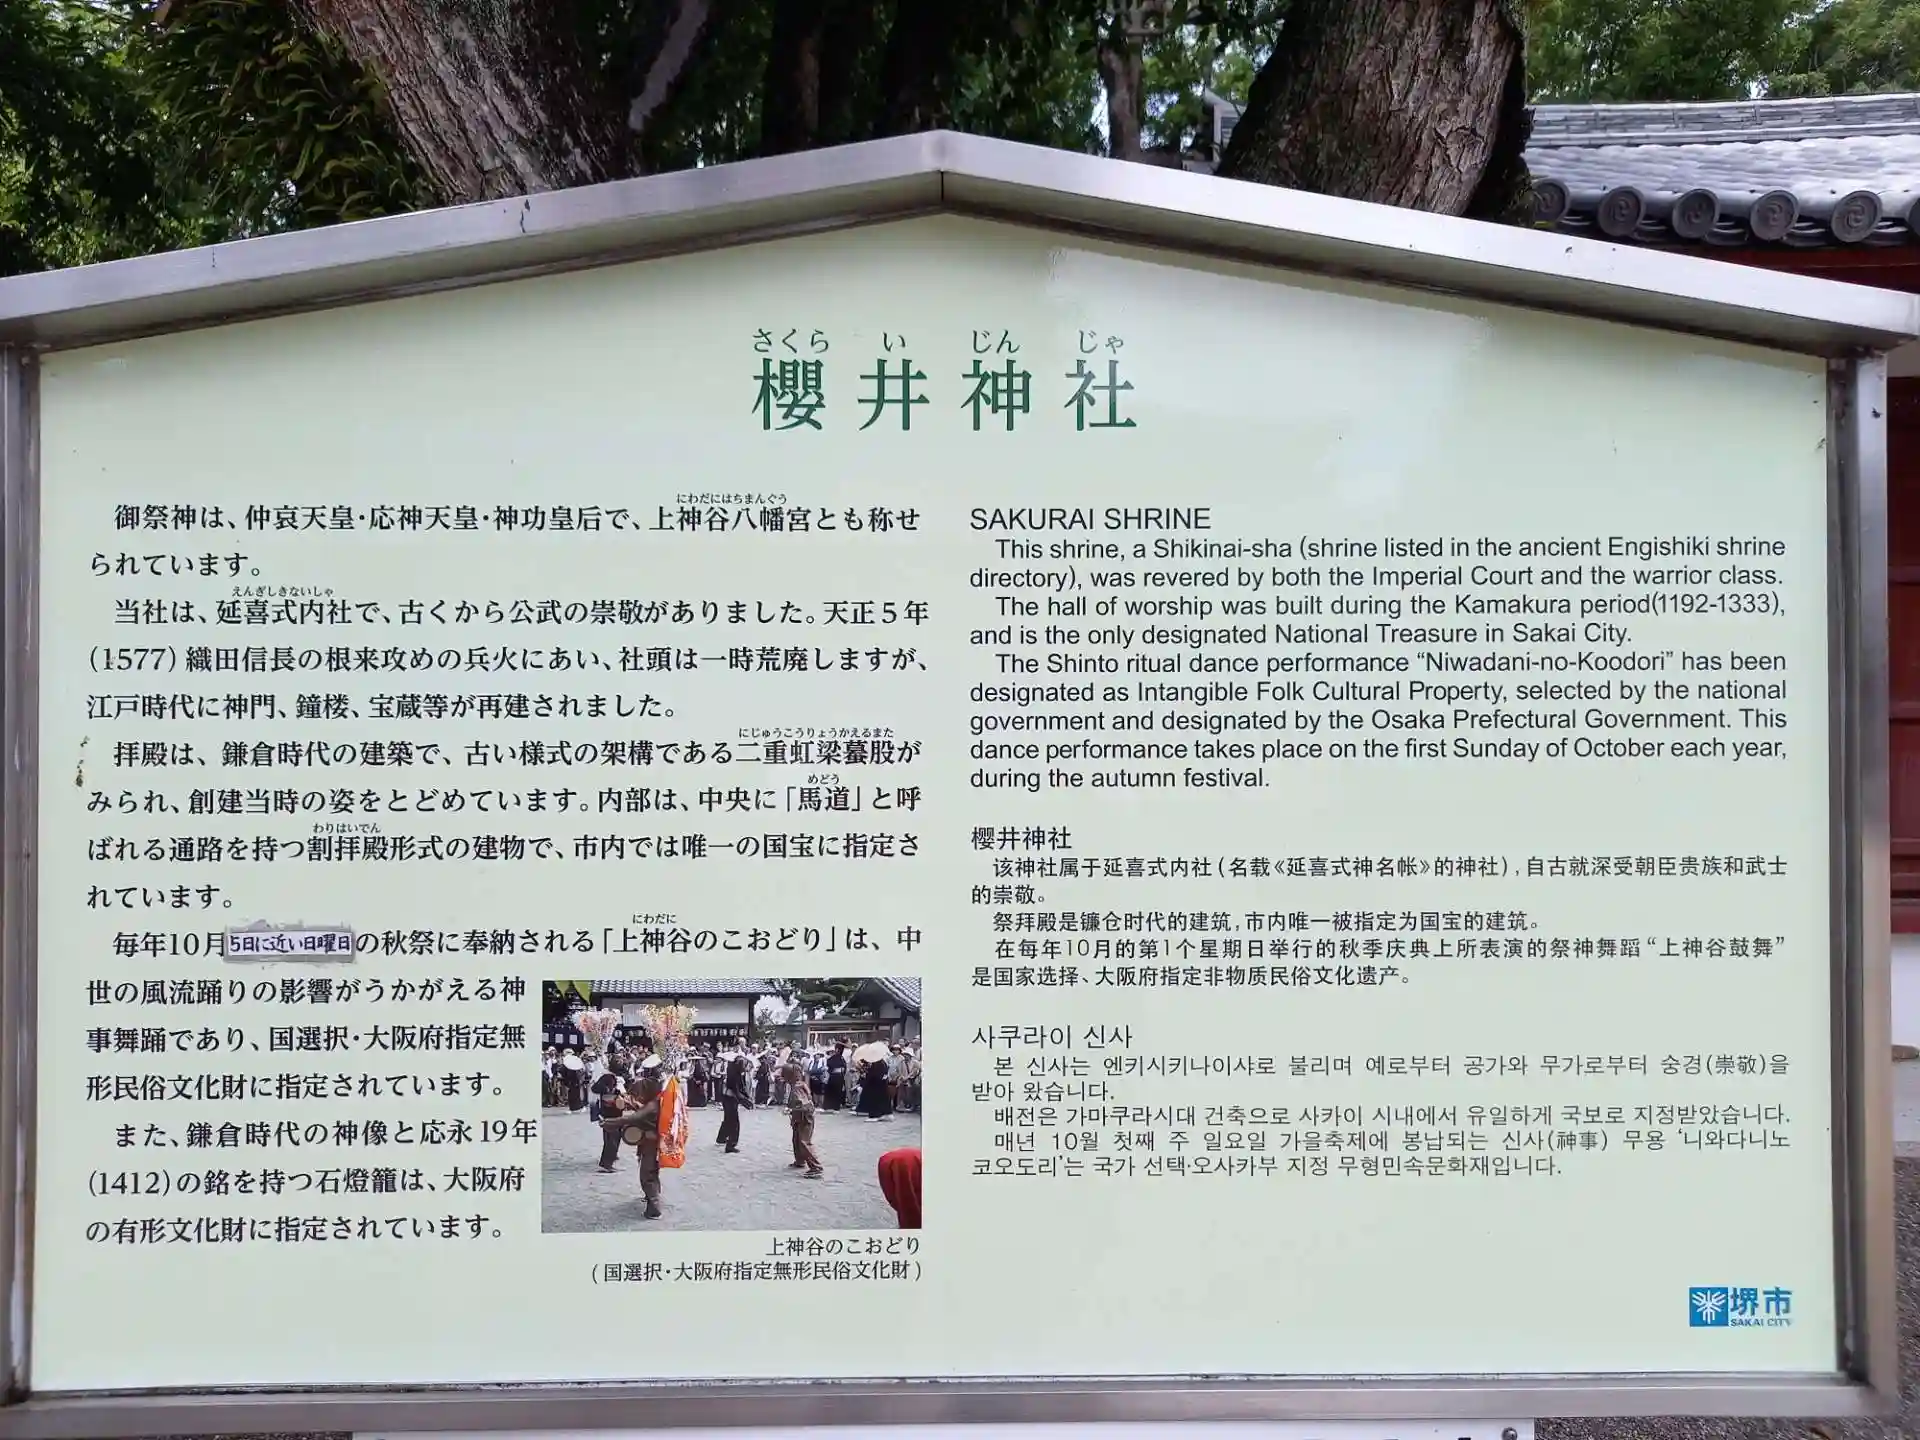 さくら い じん じゃ
櫻井神社
にわだにはちまんぐう
御祭神は、仲哀天皇・応神天皇・神功皇后で、上神谷八幡宮とも称せ
られています。
えんぎしきないしゃ
当社は、延喜式内社で、古くから公武の崇敬がありました。天正5年
(1577)織田信長の根来攻めの兵火にあい、社頭は一時荒廃しますが、
江戸時代に神門、鐘楼、宝蔵等が再建されました。
にじゅうこうりょうかえるまた
拝殿は、鎌倉時代の建築で、古い様式の架構である二重虹梁蟇股が
めどう
みられ、創建当時の姿をとどめています。内部は、中央に「馬道」と呼
わりはいでん
ばれる通路を持つ割拝殿形式の建物で、市内では唯一の国宝に指定さ
れています。
にわだに
毎年10月5日に近い日曜日の秋祭に奉納される「上神谷のこおどり」は、中
世の風流踊りの影響がうかがえる神
事舞踊であり、国選択・大阪府指定無
形民俗文化財に指定されています。
また、鎌倉時代の神像と応永19年
(1412)の銘を持つ石燈籠は、大阪府
の有形文化財に指定されています。
上神谷のこおどり
(国選択・大阪府指定無形民俗文化財)
SAKURAI SHRINE
This shrine, a Shikinai-sha (shrine listed in the ancient Engishiki shrine
directory), was revered by both the Imperial Court and the warrior class.
The hall of worship was built during the Kamakura period(1192-1333),
and is the only designated National Treasure in Sakai City.
The Shinto ritual dance performance “Niwadani-no-Koodori” has been
designated as Intangible Folk Cultural Property, selected by the national
government and designated by the Osaka Prefectural Government. This
dance performance takes place on the first Sunday of October each year,
during the autumn festival.
櫻井神社
该神社属于延喜式内社(名载《延喜式神名帐》的神社),自古就深受朝臣贵族和武士
的崇敬。
祭拜殿是镰仓时代的建筑,市内唯一被指定为国宝的建筑。
在每年10月的第1个星期日举行的秋季庆典上所表演的祭神舞蹈“上神谷鼓舞”
是国家选择、大阪府指定非物质民俗文化遗产。
사쿠라이 신사
본 신사는 엔키시키나이샤로 불리며 예로부터 공가와 무가로부터 숭경(崇敬)을
받아 왔습니다.
배전은 가마쿠라시대 건축으로 사카이 시내에서 유일하게 국보로 지정받았습니다.
매년 10월 첫째 주 일요일 가을축제에 봉납되는 신사(神事) 무용 ‘니와다니노
코오도리’는 국가 선택·오사카부 지정 무형민속문화재입니다.
堺市
SAKAI CITY